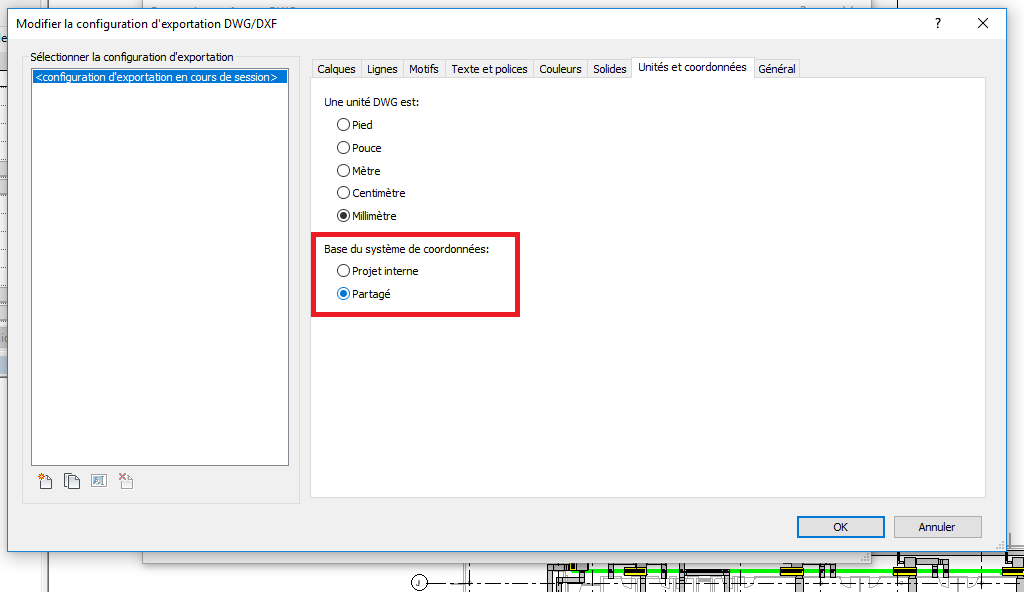 Modifier la configuration d'exportation DWG/DXF
?
Sélectionner la configuration d'exportation
<configuration d'exportation en cours de session>
Calques Lignes Motifs Texte et polices Couleurs Solides Unités et coordonnées Général
Une unité DWG est:
Pied
Pouce
Mètre
Centimètre
Millimètre
Base du système de coordonnées:
Projet interne
Partagé
OK Annuler
J